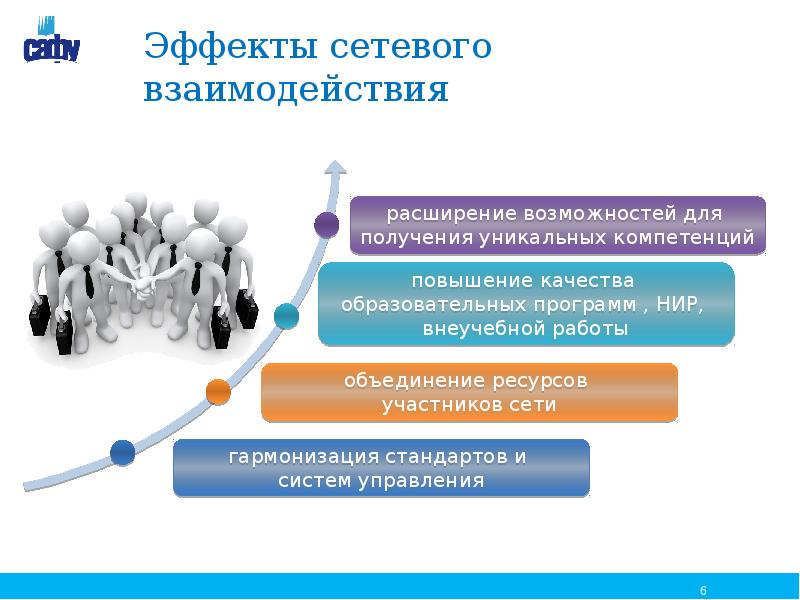 сафу
Эффекты сетевого
взаимодействия
расширение возможностей для
получения уникальных компетенций
повышение качества
образовательных программ , НИР,
внеучебной работы
объединение ресурсов
участников сети
гармонизация стандартов и
систем управления
6